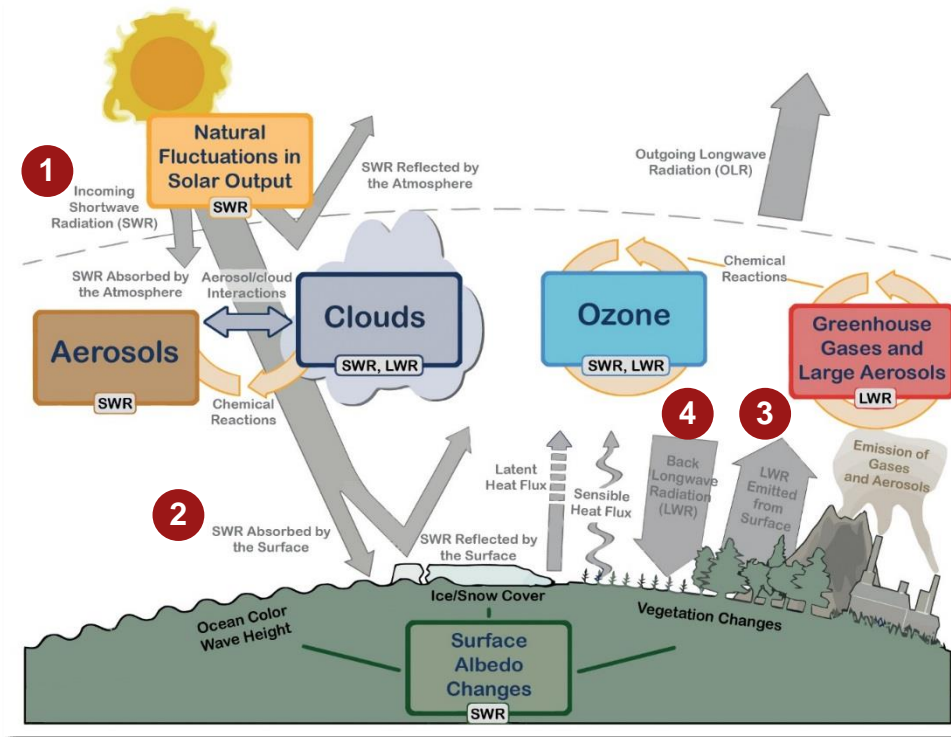 Natural
Fluctuations in
Solar Output
SWR
1
Incoming
Shortwave
Radiation (SWR)
SWR Reflected by
the Atmosphere
Outgoing Longwave
Radiation (OLR)
SWR Absorbed by
the Atmosphere
Aerosol/cloud
Interactions
Chemical
Reactions
Aerosols
SWR
Clouds
SWR, LWR
Ozone
SWR, LWR
Greenhouse
Gases and
Large Aerosols
LWR
Chemical
Reactions
4
3
2
SWR Absorbed by
the Surface
SWR Reflected by
the Surface
Latent
Heat Flux
Sensible
Heat Flux
Back
Longwave
Radiation
(LWR)
LWR
Emitted
from
Surface
Emission of
Gases
and Aerosols
Ocean Color
Wave Height
Ice/Snow Cover
Vegetation Changes
Surface
Albedo
Changes
SWR